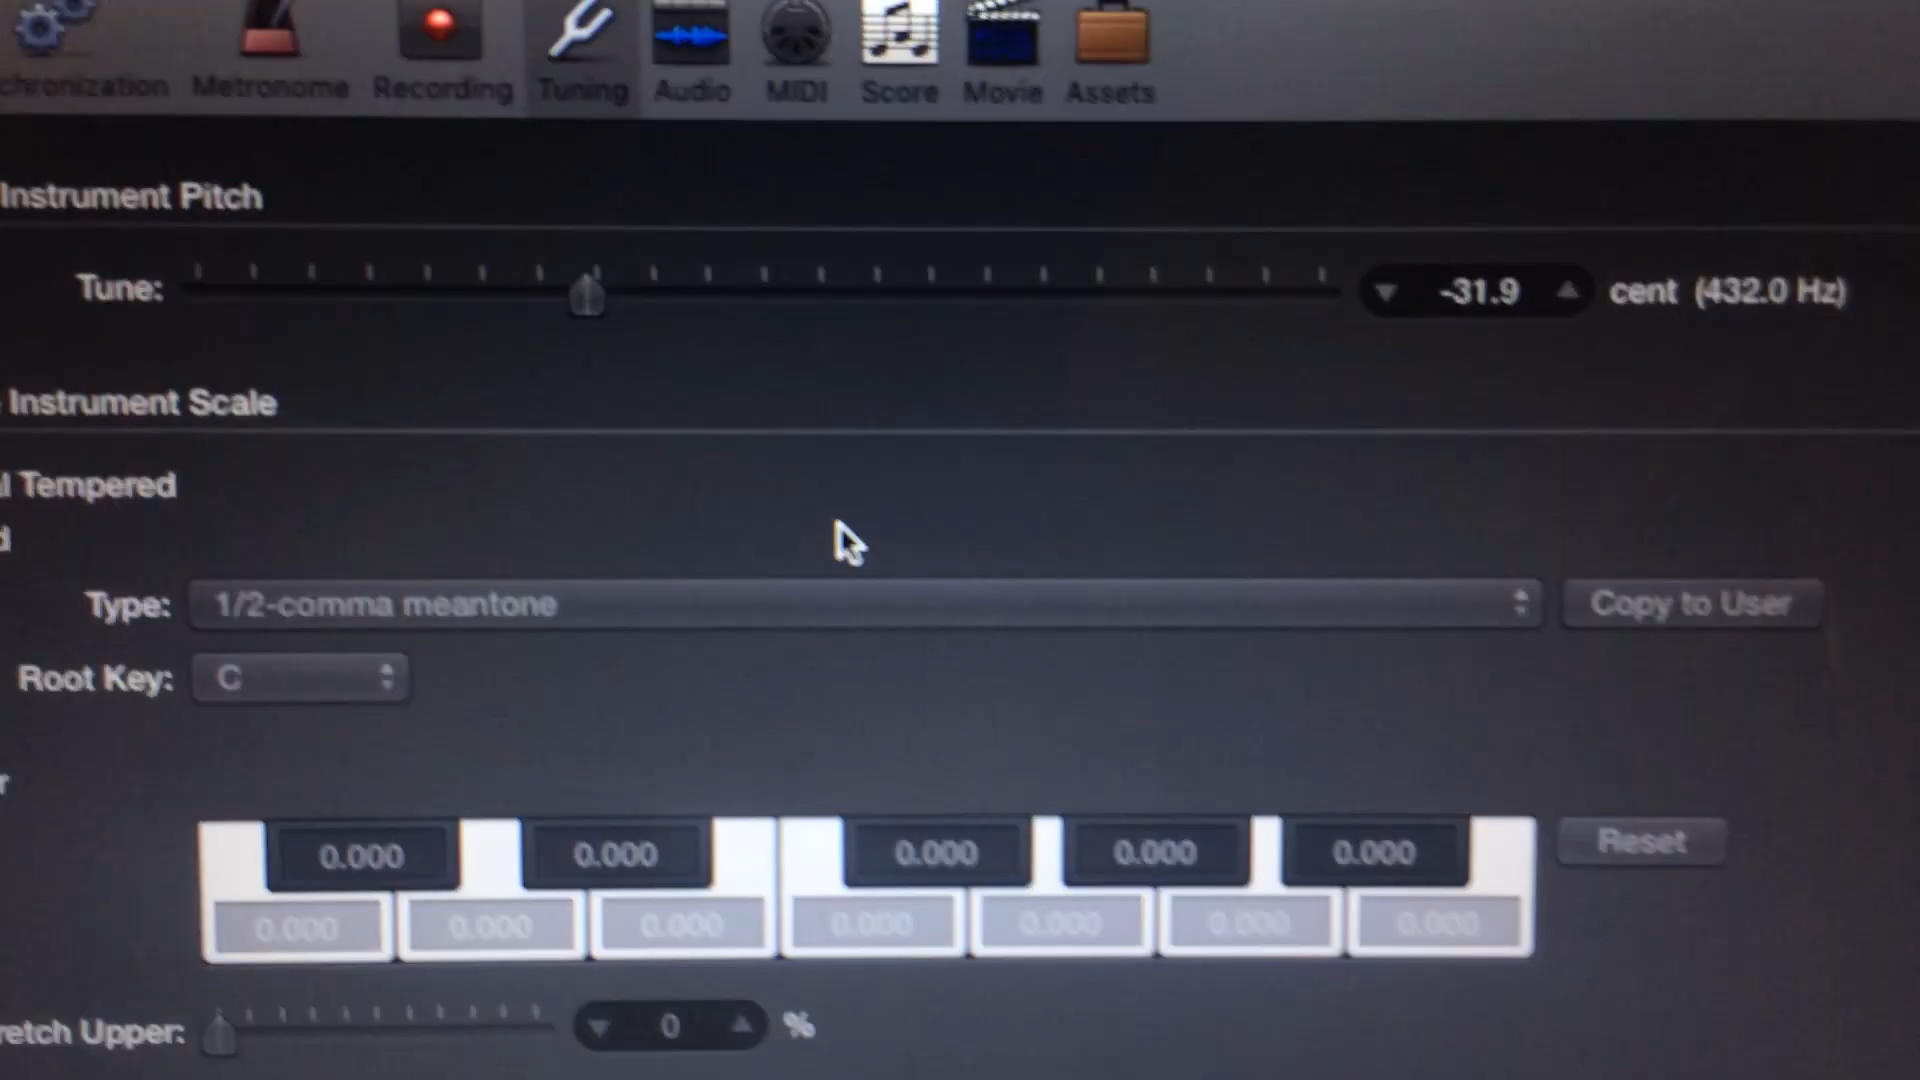 chronization Metronome Recording Tuning Audio MIDI Score Movie Assets
Instrument Pitch
Tune: -31.9 cent (432.0 Hz)
Instrument Scale
l Tempered
d
Type: 1/2-comma meantone Copy to User
Root Key: C
r
0.000 0.000 0.000 0.000 0.000 Reset
0.000 0.000 0.000 0.000 0.000 0.000 0.000
retch Upper: 0 %